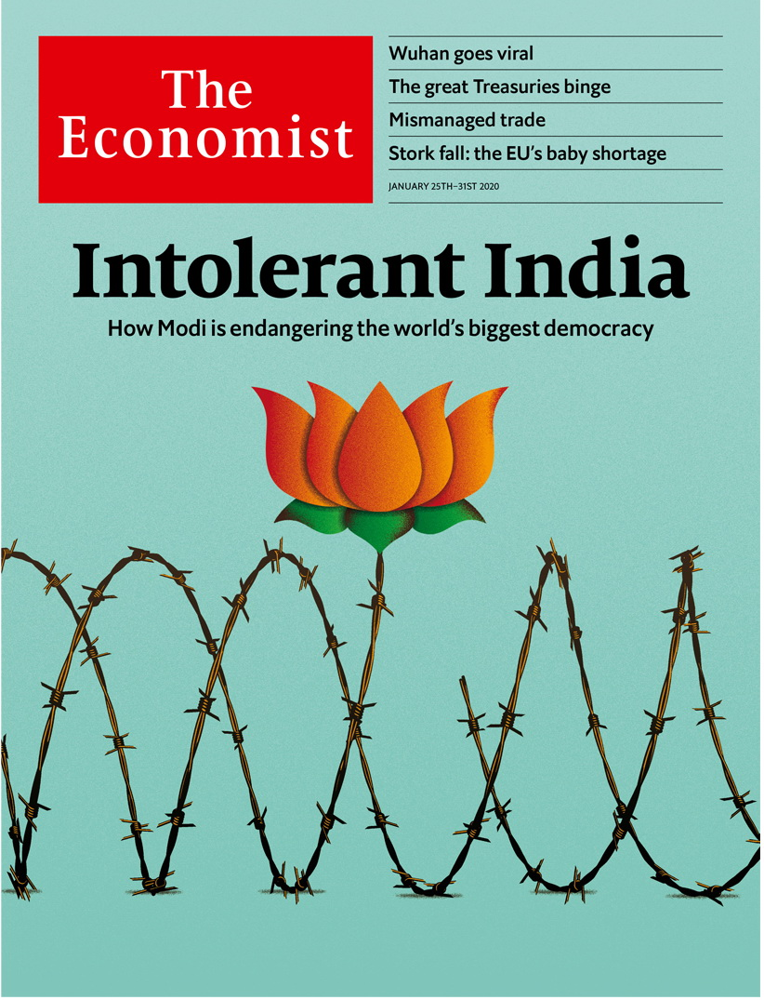 The
Economist
Wuhan goes viral
The great Treasuries binge
Mismanaged trade
Stork fall: the EU’s baby shortage
JANUARY 25TH–31ST 2020
Intolerant India
How Modi is endangering the world’s biggest democracy